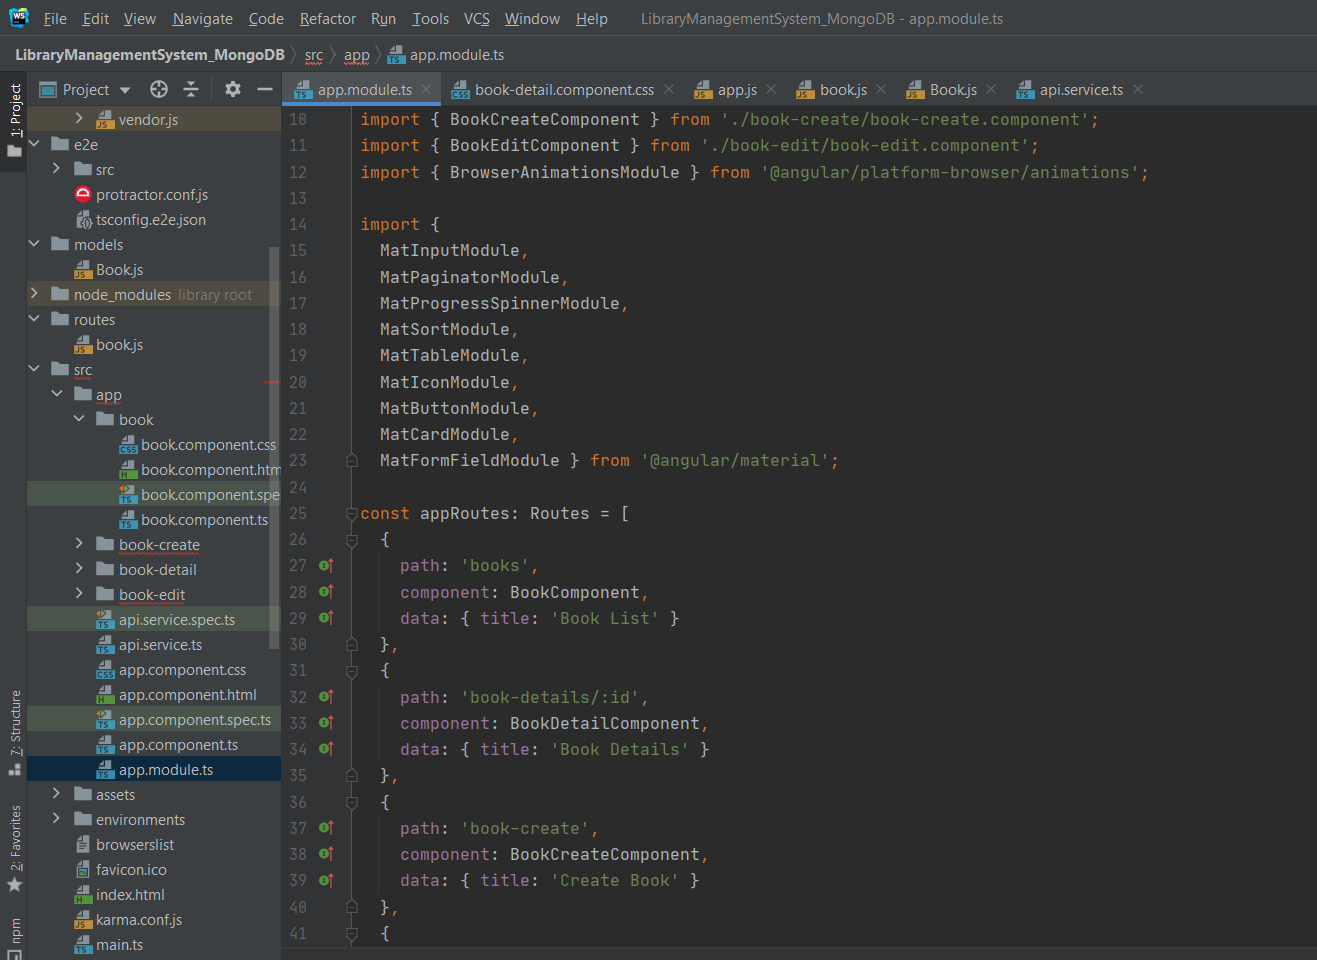 File Edit View Navigate Code Refactor Run Tools VCS Window Help LibraryManagementSystem_MongoDB - app.module.ts
LibraryManagementSystem_MongoDB src app app.module.ts
Project
app.module.ts book-detail.component.css app.js book.js Book.js api.service.ts
1: Project
7: Structure
2: Favorites
npm
vendor.js
e2e
src
protractor.conf.js
tsconfig.e2e.json
models
Book.js
node_modules library root
routes
book.js
src
app
book
book.component.css
book.component.htm
book.component.spe
book.component.ts
book-create
book-detail
book-edit
api.service.spec.ts
api.service.ts
app.component.css
app.component.html
app.component.spec.ts
app.component.ts
app.module.ts
assets
environments
browserslist
favicon.ico
index.html
karma.conf.js
main.ts
10 import { BookCreateComponent } from './book-create/book-create.component';
11 import { BookEditComponent } from './book-edit/book-edit.component';
12 import { BrowserAnimationsModule } from '@angular/platform-browser/animations';
13
14 import {
15 MatInputModule,
16 MatPaginatorModule,
17 MatProgressSpinnerModule,
18 MatSortModule,
19 MatTableModule,
20 MatIconModule,
21 MatButtonModule,
22 MatCardModule,
23 MatFormFieldModule } from '@angular/material';
24
25 const appRoutes: Routes = [
26 {
27 path: 'books',
28 component: BookComponent,
29 data: { title: 'Book List' }
30 },
31 {
32 path: 'book-details/:id',
33 component: BookDetailComponent,
34 data: { title: 'Book Details' }
35 },
36 {
37 path: 'book-create',
38 component: BookCreateComponent,
39 data: { title: 'Create Book' }
40 },
41 {